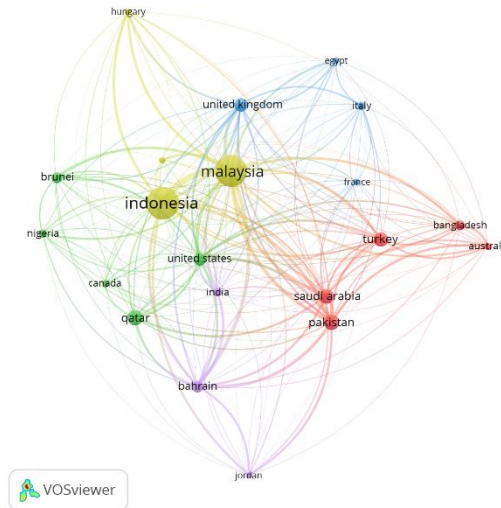 hungary
egypt
united kingdom
italy
malaysia
brunei
france
indonesia
bangladesh
nigeria
turkey
austral
united states
canada
india
saudi arabia
qatar
pakistan
bahrain
jordan
VOSviewer